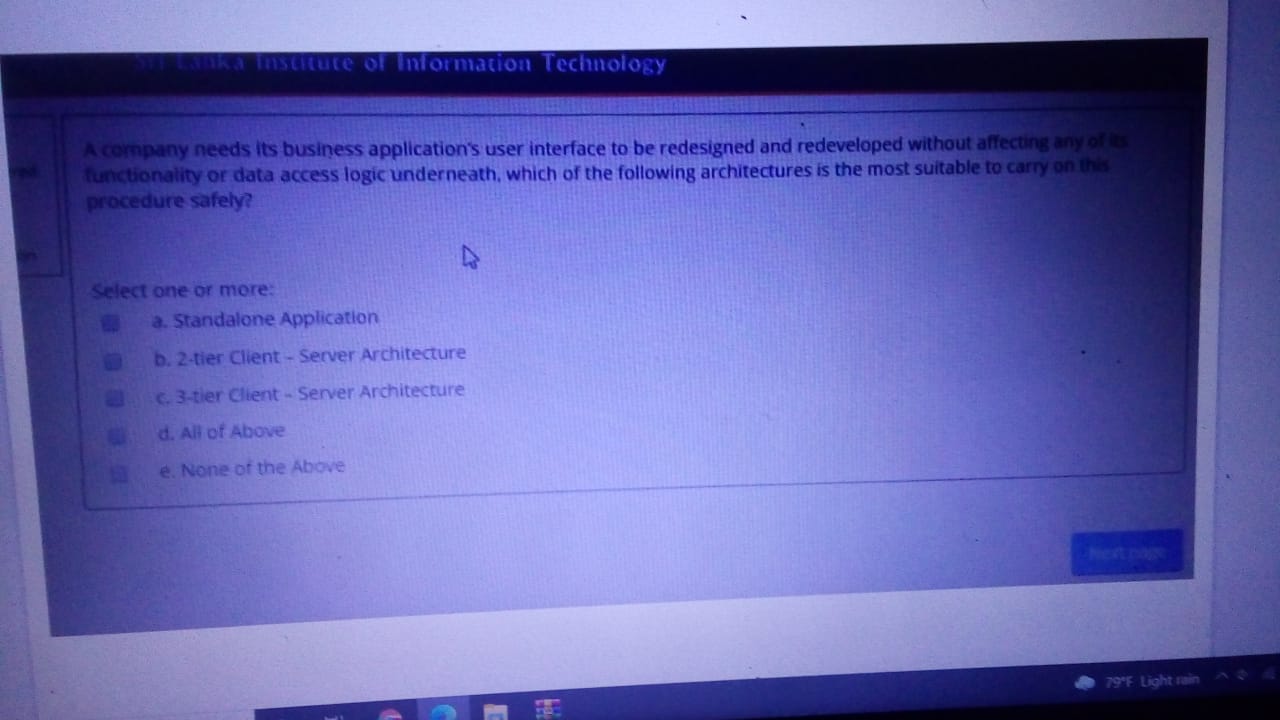 Sri Lanka Institute of Information Technology
A company needs its business application's user interface to be redesigned and redeveloped without affecting any of its
functionality or data access logic underneath, which of the following architectures is the most suitable to carry on this
procedure safely?
Select one or more:
a. Standalone Application
b. 2-tier Client - Server Architecture
c. 3-tier Client - Server Architecture
d. All of Above
e. None of the Above
Next page
79°F Light rain